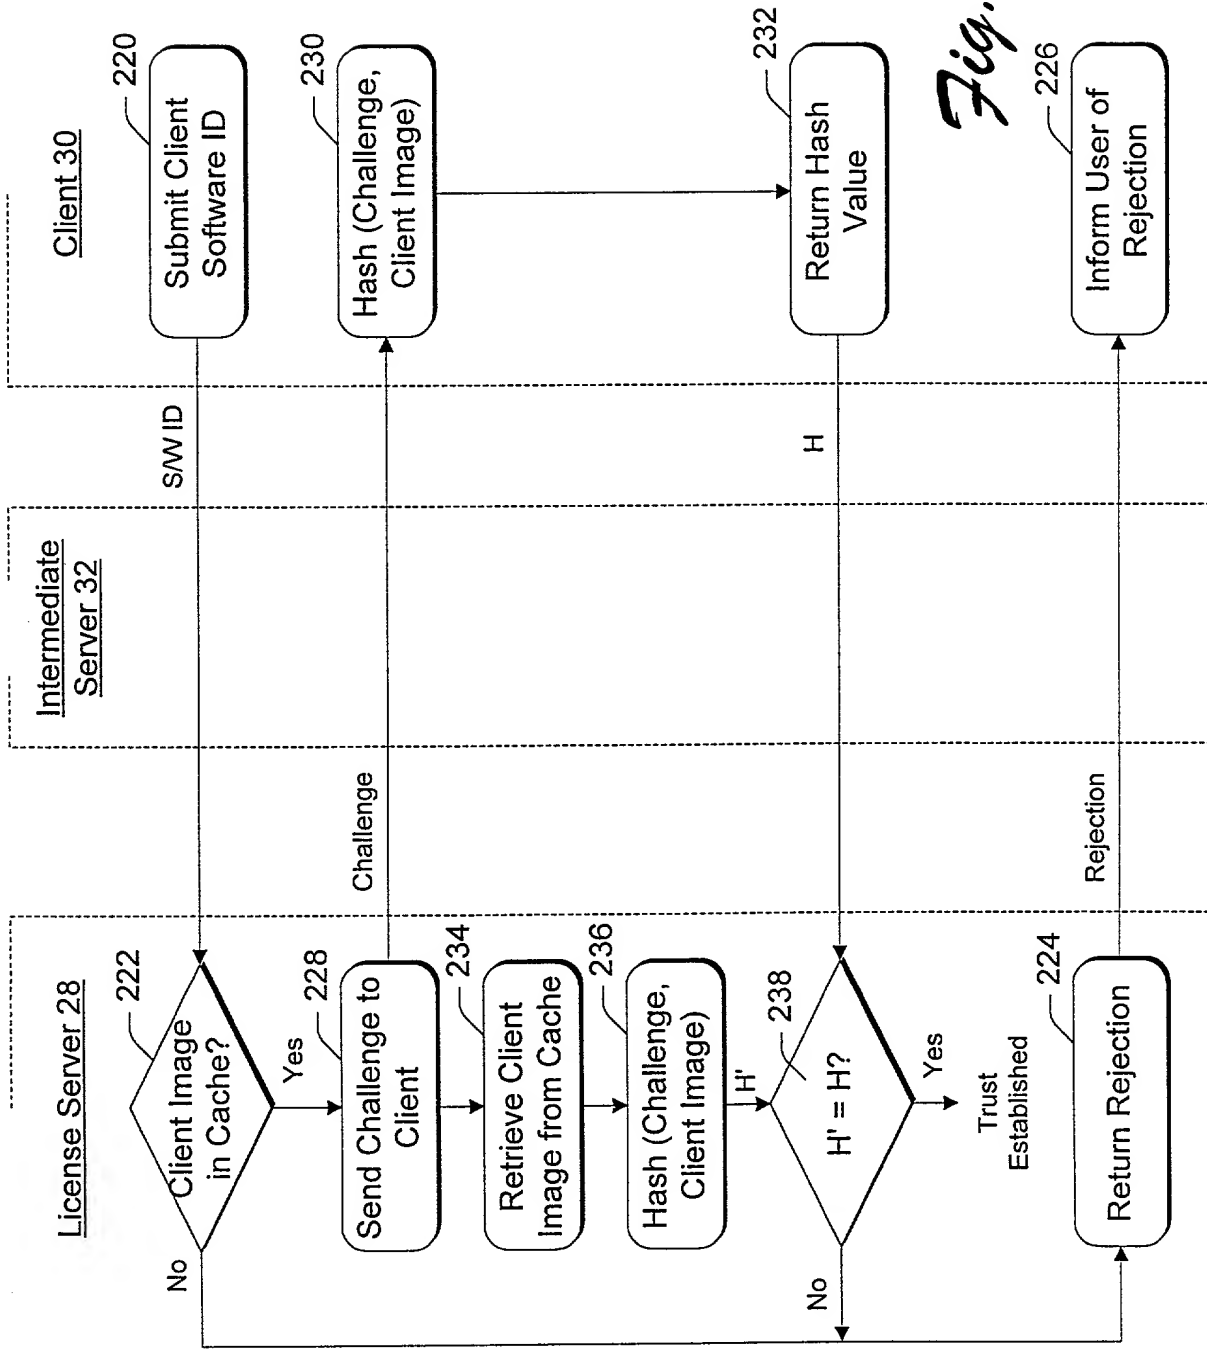 License Server 28
Intermediate
Server 32
Client 30
222
Client Image
in Cache?
No
Yes
S/W ID
220
Submit Client
Software ID
228
Send Challenge to
Client
Challenge
230
Hash (Challenge,
Client Image)
234
Retrieve Client
Image from Cache
236
Hash (Challenge,
Client Image)
H'
238
H' = H?
No
Yes
H
232
Return Hash
Value
Trust
Established
224
Return Rejection
Rejection
226
Inform User of
Rejection
Fig.